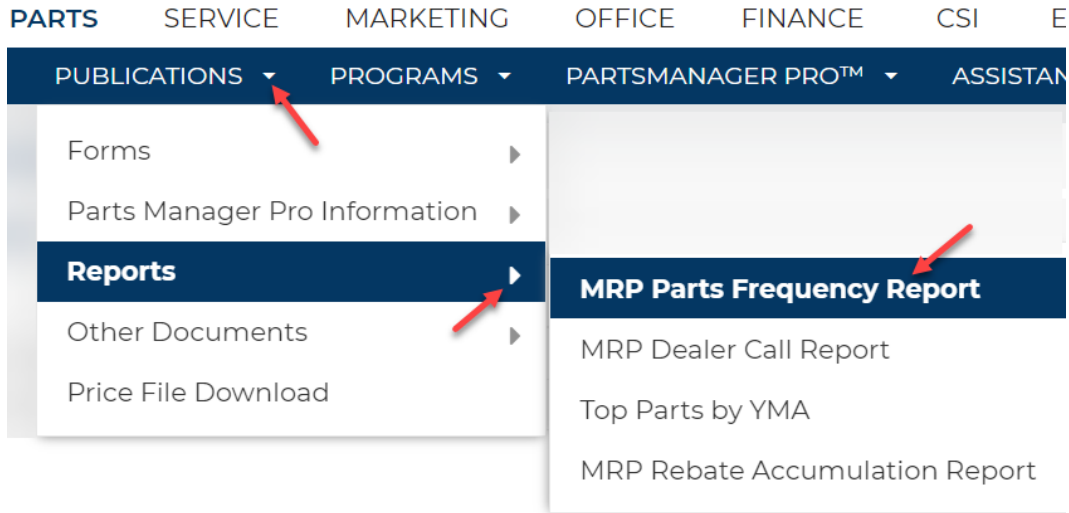 PARTS SERVICE MARKETING OFFICE FINANCE CSI E
PUBLICATIONS PROGRAMS PARTSMANAGER PRO™ ASSISTAN
Forms
Parts Manager Pro Information
Reports
Other Documents
Price File Download
MRP Parts Frequency Report
MRP Dealer Call Report
Top Parts by YMA
MRP Rebate Accumulation Report